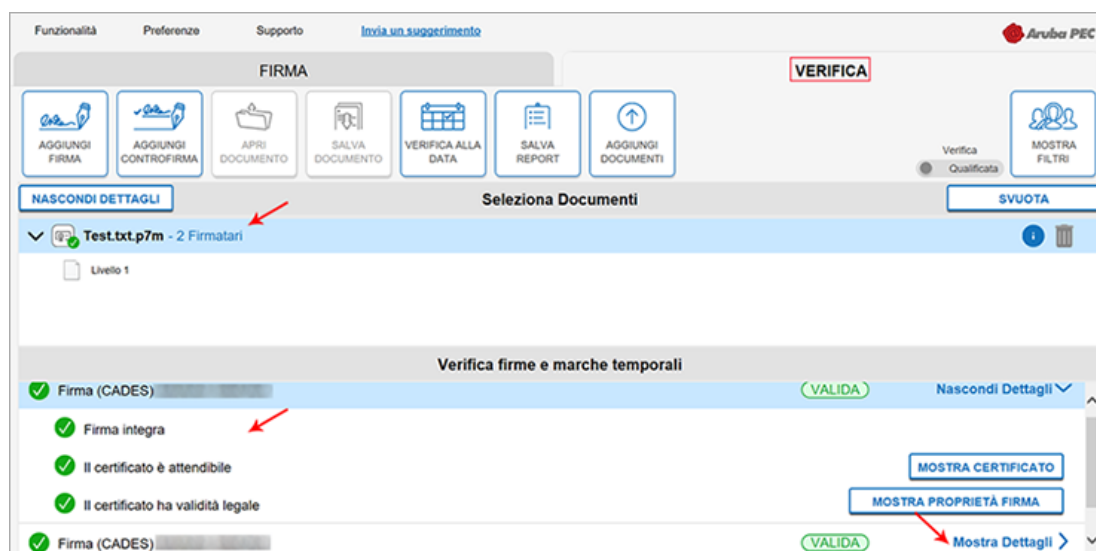 Funzionalità Preferenze Supporto Invia un suggerimento Aruba PEC
FIRMA VERIFICA
AGGIUNGI FIRMA
AGGIUNGI CONTROFIRMA
APRI DOCUMENTO
SALVA DOCUMENTO
VERIFICA ALLA DATA
SALVA REPORT
AGGIUNGI DOCUMENTI
Verifica
Qualificata
MOSTRA FILTRI
NASCONDI DETTAGLI Seleziona Documenti SVUOTA
Test.txt.p7m - 2 Firmatari
Livello 1
Verifica firme e marche temporali
Firma (CADES) VALIDA Nascondi Dettagli
Firma integra
Il certificato è attendibile MOSTRA CERTIFICATO
Il certificato ha validità legale MOSTRA PROPRIETÀ FIRMA
Firma (CADES) VALIDA Mostra Dettagli